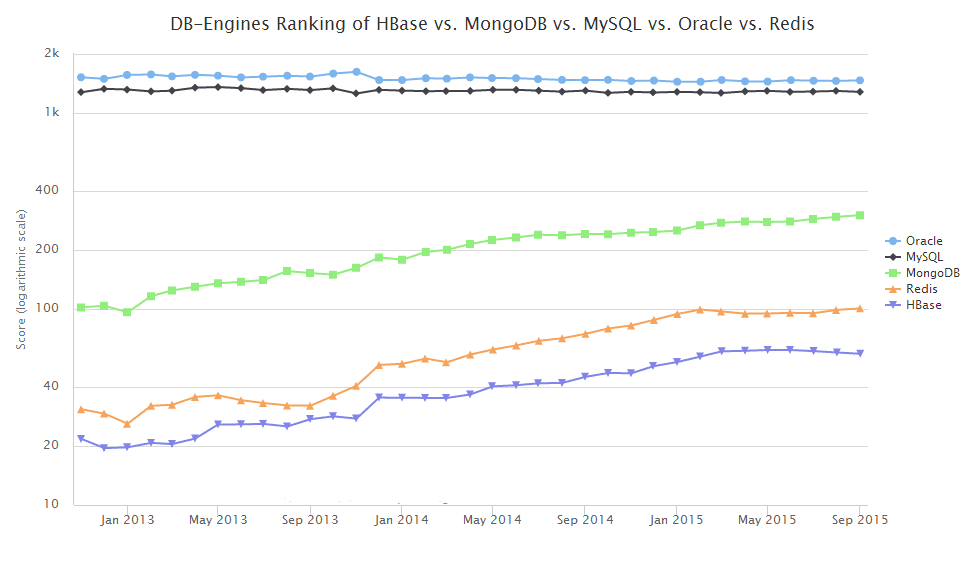 DB-Engines Ranking of HBase vs. MongoDB vs. MySQL vs. Oracle vs. Redis
2k
1k
400
200
100
40
20
10
Score (logarithmic scale)
Jan 2013 May 2013 Sep 2013 Jan 2014 May 2014 Sep 2014 Jan 2015 May 2015 Sep 2015
Oracle
MySQL
MongoDB
Redis
HBase